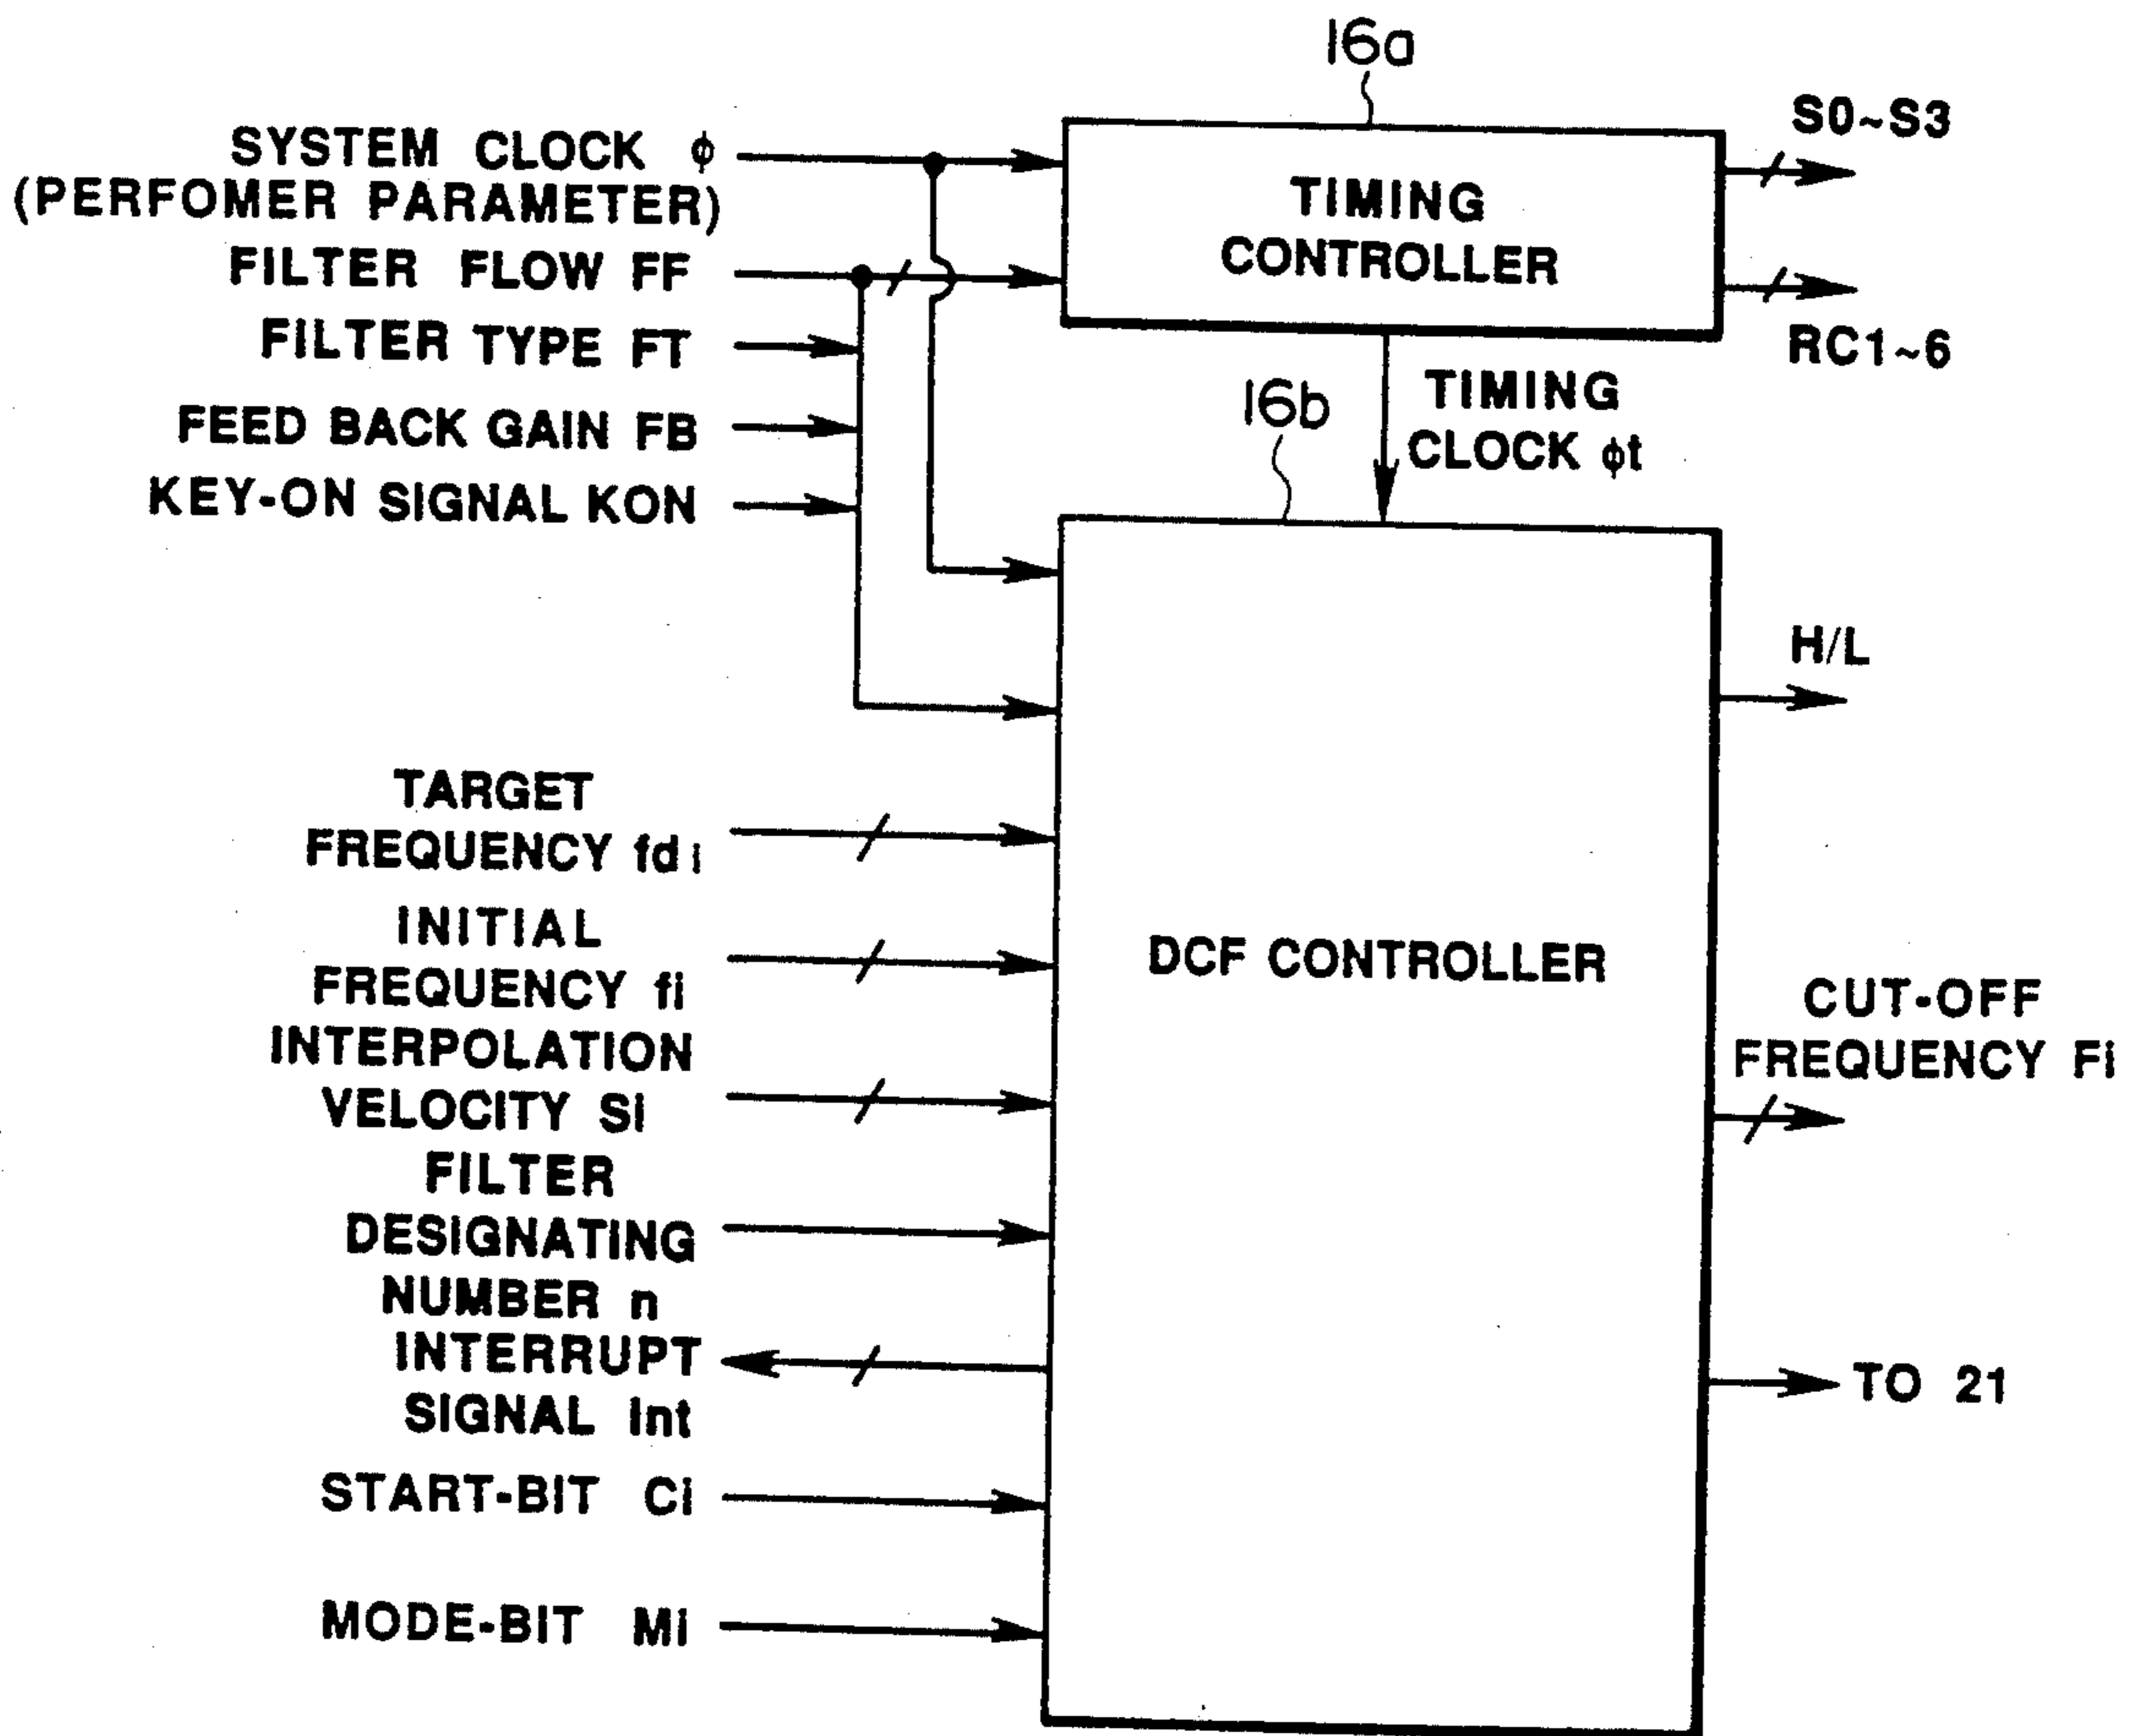 16a
S0~S3
SYSTEM CLOCK φ
(PERFOMER PARAMETER)
TIMING
CONTROLLER
FILTER FLOW FF
FILTER TYPE FT
RC1~6
FEED BACK GAIN FB
16b
TIMING
CLOCK φt
KEY-ON SIGNAL KON
H/L
TARGET
FREQUENCY fdi
INITIAL
FREQUENCY fi
DCF CONTROLLER
INTERPOLATION
VELOCITY Si
CUT-OFF
FREQUENCY Fi
FILTER
DESIGNATING
NUMBER n
INTERRUPT
SIGNAL Int
TO 21
START-BIT Ci
MODE-BIT Mi